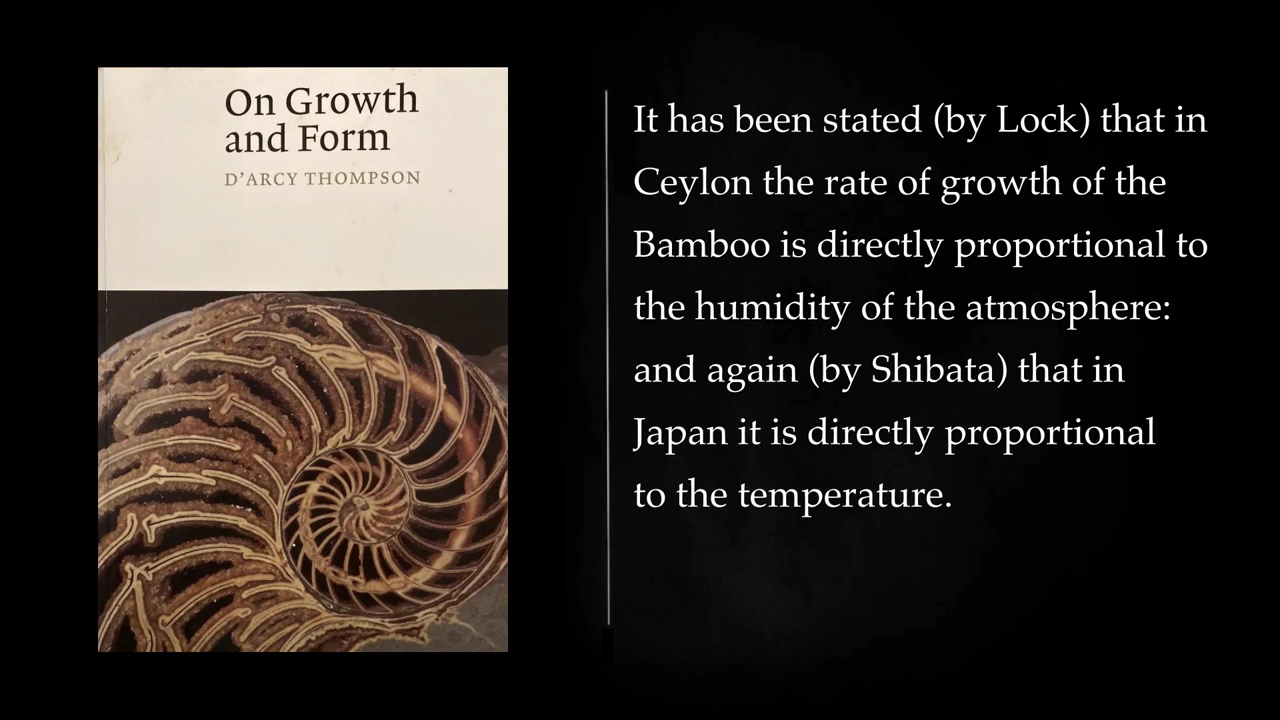 On Growth
and Form
D'ARCY THOMPSON
It has been stated (by Lock) that in
Ceylon the rate of growth of the
Bamboo is directly proportional to
the humidity of the atmosphere:
and again (by Shibata) that in
Japan it is directly proportional
to the temperature.